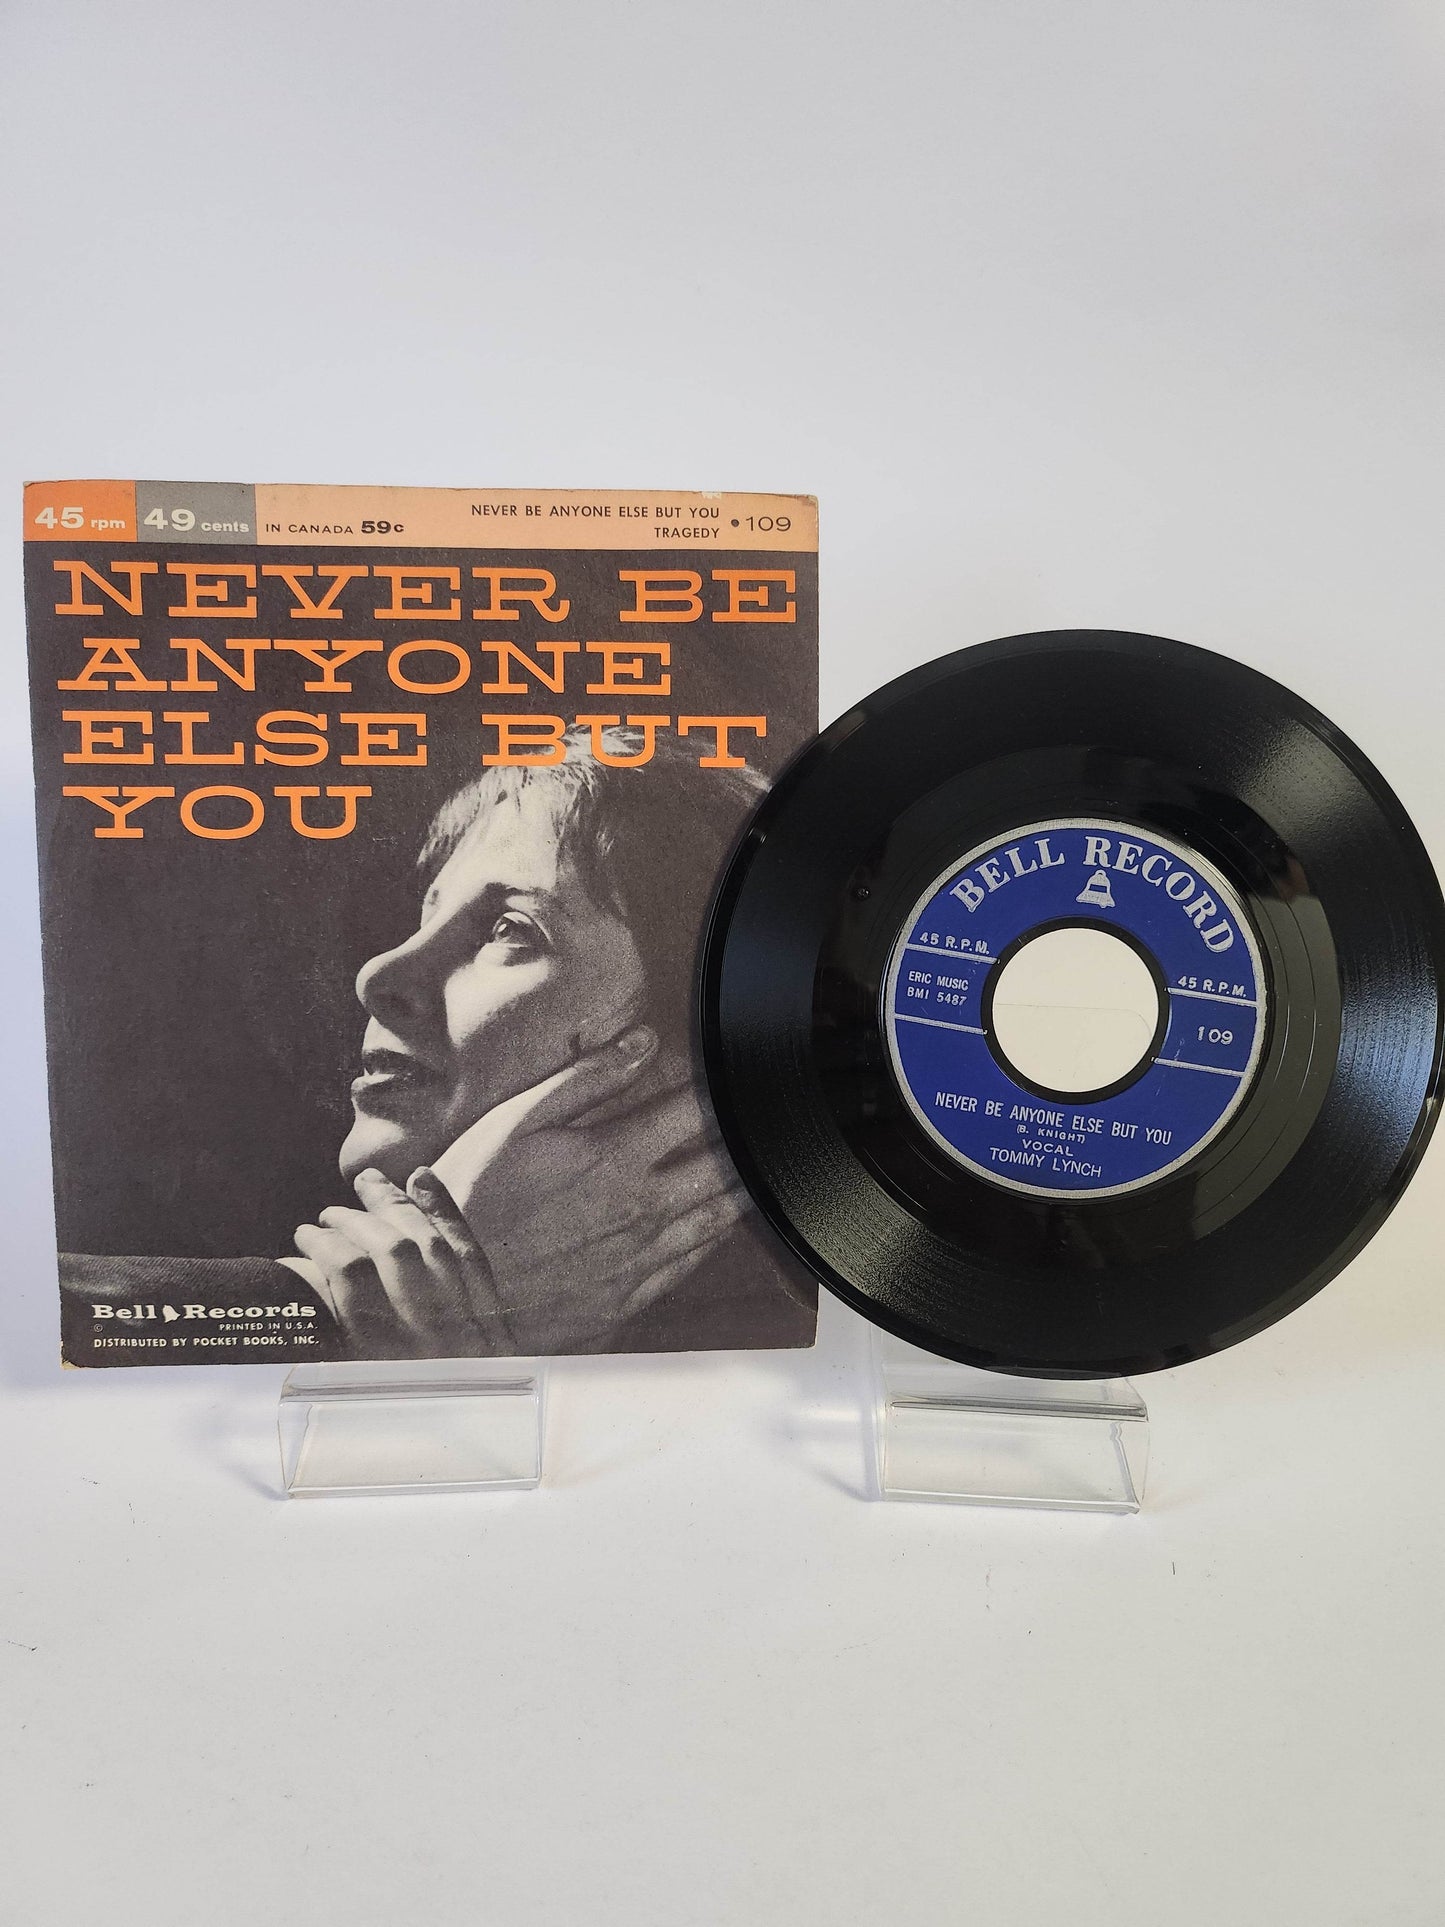 45 rpm
49 cents
IN CANADA 59¢
NEVER BE ANYONE ELSE BUT YOU
TRAGEDY
•109
NEVER BE
ANYONE
ELSE BUT
YOU
Bell Records
©
PRINTED IN U.S.A.
DISTRIBUTED BY POCKET BOOKS, INC.
BELL RECORD
45 R.P.M.
ERIC MUSIC
BMI 5487
45 R.P.M.
109
NEVER BE ANYONE ELSE BUT YOU
(B. KNIGHT)
VOCAL
TOMMY LYNCH